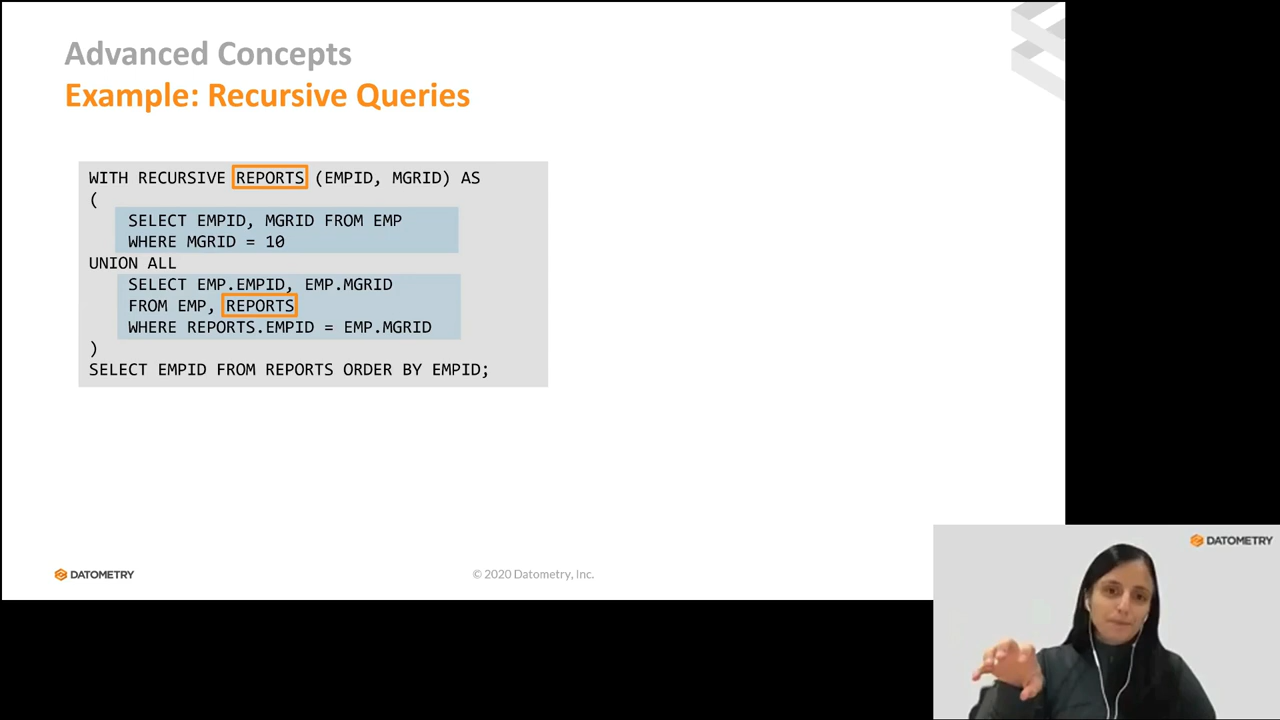 Advanced Concepts
Example: Recursive Queries
WITH RECURSIVE REPORTS (EMPID, MGRID) AS
(
SELECT EMPID, MGRID FROM EMP
WHERE MGRID = 10
UNION ALL
SELECT EMP.EMPID, EMP.MGRID
FROM EMP, REPORTS
WHERE REPORTS.EMPID = EMP.MGRID
)
SELECT EMPID FROM REPORTS ORDER BY EMPID;
DATOMETRY
© 2020 Datometry, Inc.
DATOMETRY